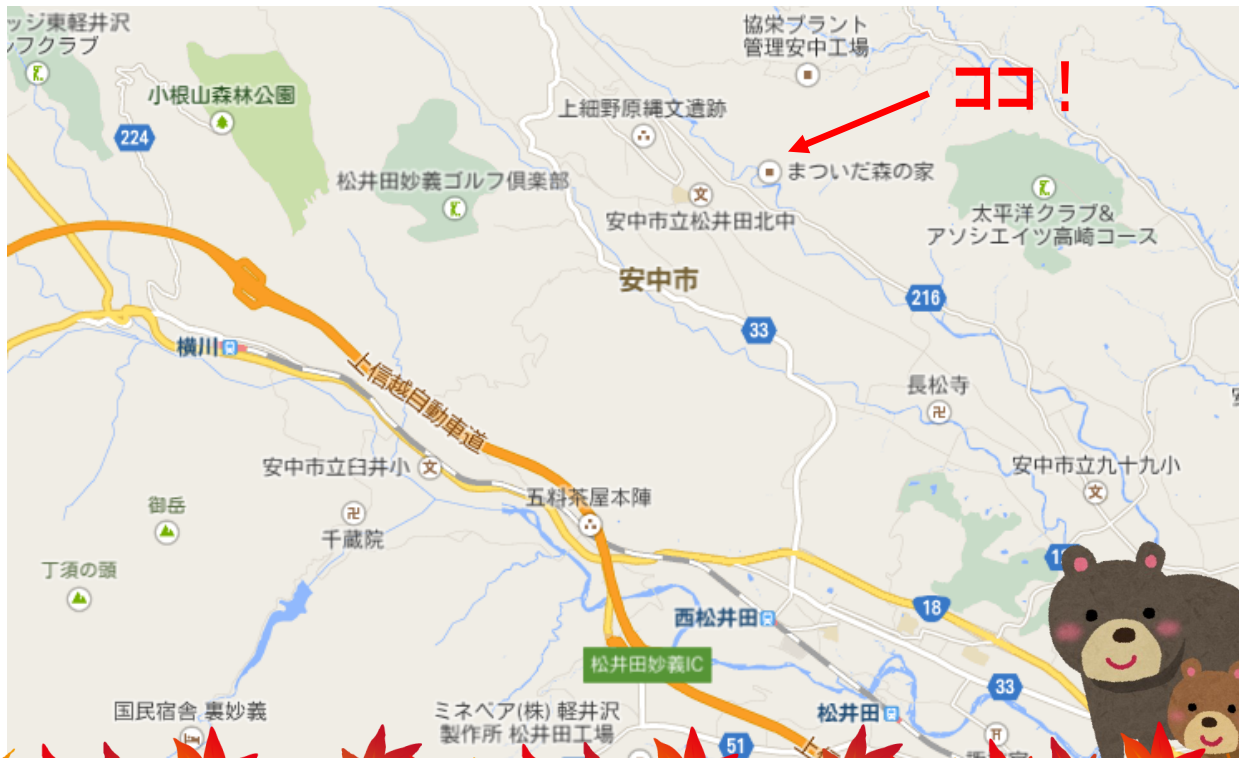 ッジ東軽井沢
フクラブ
協栄プラント
管理安中工場
ココ！
小根山森林公園
上細野原縄文遺跡
224
松井田妙義ゴルフ倶楽部
まついだ森の家
安中市立松井田北中
太平洋クラブ&
アソシエイツ高崎コース
安中市
216
33
横川
上信越自動車道
長松寺
安中市立臼井小
安中市立九十九小
御岳
五料茶屋本陣
千蔵院
丁須の頭
18
西松井田
松井田妙義IC
33
国民宿舎 裏妙義
ミネベア(株) 軽井沢
製作所 松井田工場
松井田
51
上信